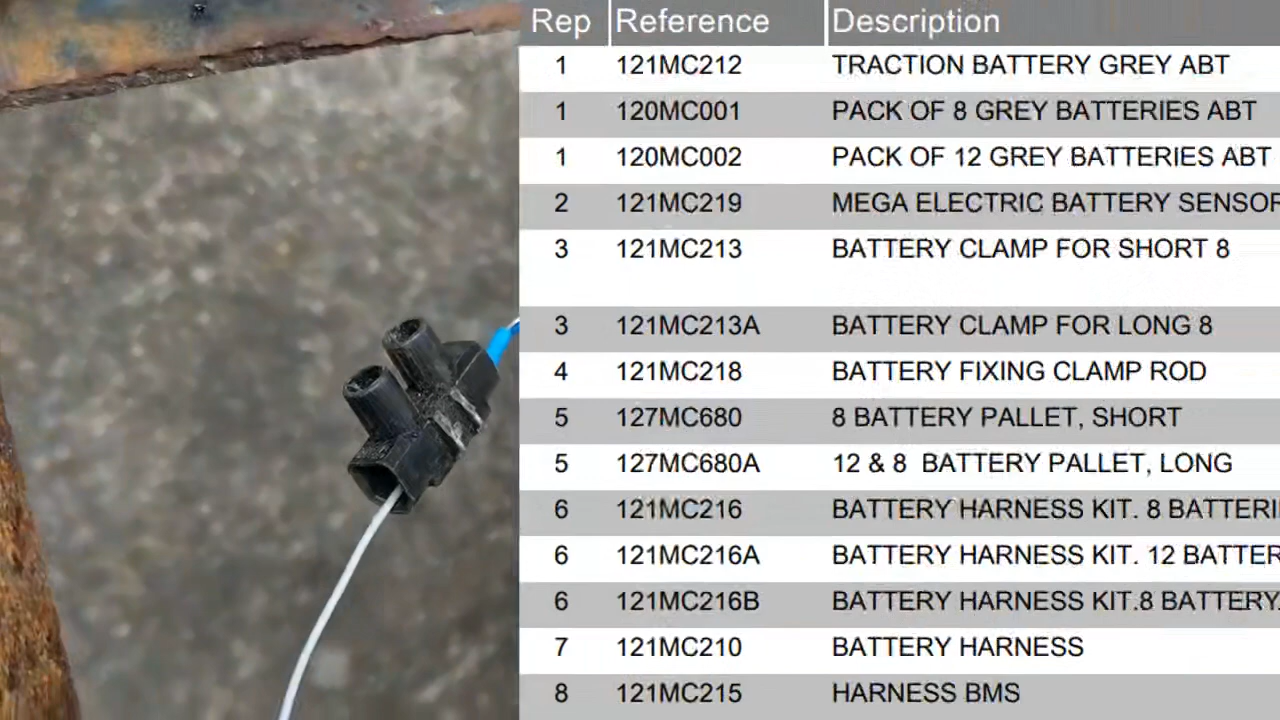 Rep Reference Description
1 121MC212 TRACTION BATTERY GREY ABT
1 120MC001 PACK OF 8 GREY BATTERIES ABT
1 120MC002 PACK OF 12 GREY BATTERIES ABT
2 121MC219 MEGA ELECTRIC BATTERY SENSOR
3 121MC213 BATTERY CLAMP FOR SHORT 8
3 121MC213A BATTERY CLAMP FOR LONG 8
4 121MC218 BATTERY FIXING CLAMP ROD
5 127MC680 8 BATTERY PALLET, SHORT
5 127MC680A 12 & 8 BATTERY PALLET, LONG
6 121MC216 BATTERY HARNESS KIT. 8 BATTERI
6 121MC216A BATTERY HARNESS KIT. 12 BATTER
6 121MC216B BATTERY HARNESS KIT.8 BATTERY.
7 121MC210 BATTERY HARNESS
8 121MC215 HARNESS BMS